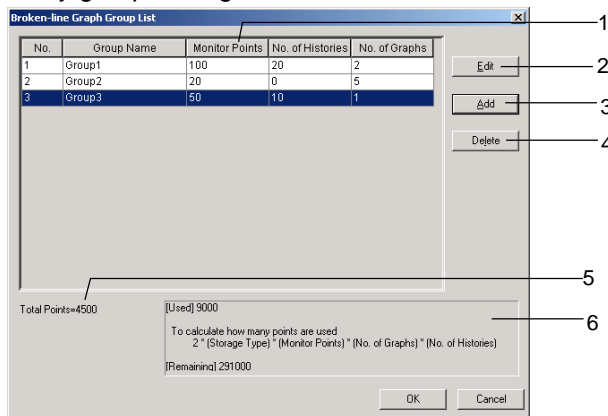 Broken-line Graph Group List
No. Group Name Monitor Points No. of Histories No. of Graphs
1 Group1 100 20 2
2 Group2 20 0 5
3 Group3 50 10 1
Edit
Add
Delete
1
2
3
4
5
6
Total Points=4500
[Used] 9000
To calculate how many points are used
2 * (Storage Type) * (Monitor Points) * (No. of Graphs) * (No. of Histories)
[Remaining] 291000
OK Cancel